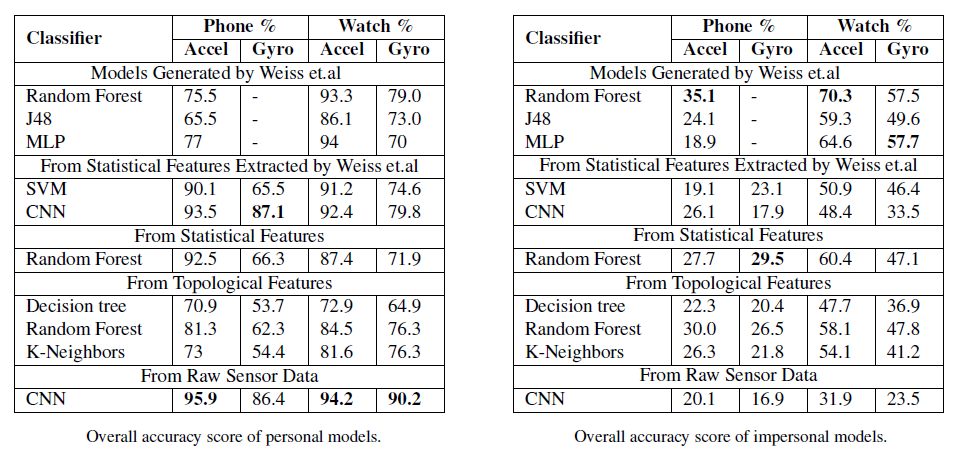 Classifier Phone % Watch %
Accel Gyro Accel Gyro
Models Generated by Weiss et.al
Random Forest 75.5 - 93.3 79.0
J48 65.5 - 86.1 73.0
MLP 77 - 94 70
From Statistical Features Extracted by Weiss et.al
SVM 90.1 65.5 91.2 74.6
CNN 93.5 87.1 92.4 79.8
From Statistical Features
Random Forest 92.5 66.3 87.4 71.9
From Topological Features
Decision tree 70.9 53.7 72.9 64.9
Random Forest 81.3 62.3 84.5 76.3
K-Neighbors 73 54.4 81.6 76.3
From Raw Sensor Data
CNN 95.9 86.4 94.2 90.2
Overall accuracy score of personal models.
Classifier Phone % Watch %
Accel Gyro Accel Gyro
Models Generated by Weiss et.al
Random Forest 35.1 - 70.3 57.5
J48 24.1 - 59.3 49.6
MLP 18.9 - 64.6 57.7
From Statistical Features Extracted by Weiss et.al
SVM 19.1 23.1 50.9 46.4
CNN 26.1 17.9 48.4 33.5
From Statistical Features
Random Forest 27.7 29.5 60.4 47.1
From Topological Features
Decision tree 22.3 20.4 47.7 36.9
Random Forest 30.0 26.5 58.1 47.8
K-Neighbors 26.3 21.8 54.1 41.2
From Raw Sensor Data
CNN 20.1 16.9 31.9 23.5
Overall accuracy score of impersonal models.